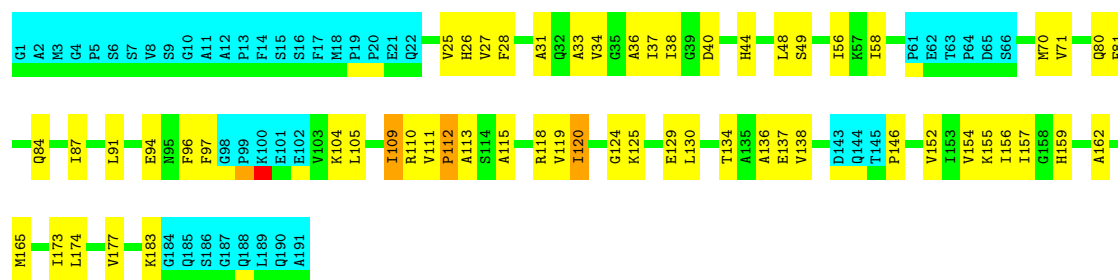 G1 A2 M3 G4 P5 S6 S7 V8 S9 G10 A11 A12 P13 F14 S15 S16 F17 M18 P19 P20 E21 Q22 V25 H26 V27 F28 A31 Q32 A33 V34 G35 A36 I37 I38 G39 D40 H44 L48 S49 I56 K57 I58 P61 E62 T63 P64 D65 S66 M70 V71 Q80 E81
Q84 I87 L91 E94 N95 F96 F97 G98 P99 K100 E101 E102 V103 K104 L105 I109 R110 V111 P112 A113 S114 A115 R118 V119 I120 G124 K125 E129 L130 T134 A135 A136 E137 V138 D143 Q144 T145 P146 V152 I153 V154 K155 I156 I157 G158 H159 A162
M165 I173 L174 V177 K183 G184 Q185 S186 G187 Q188 L189 Q190 A191